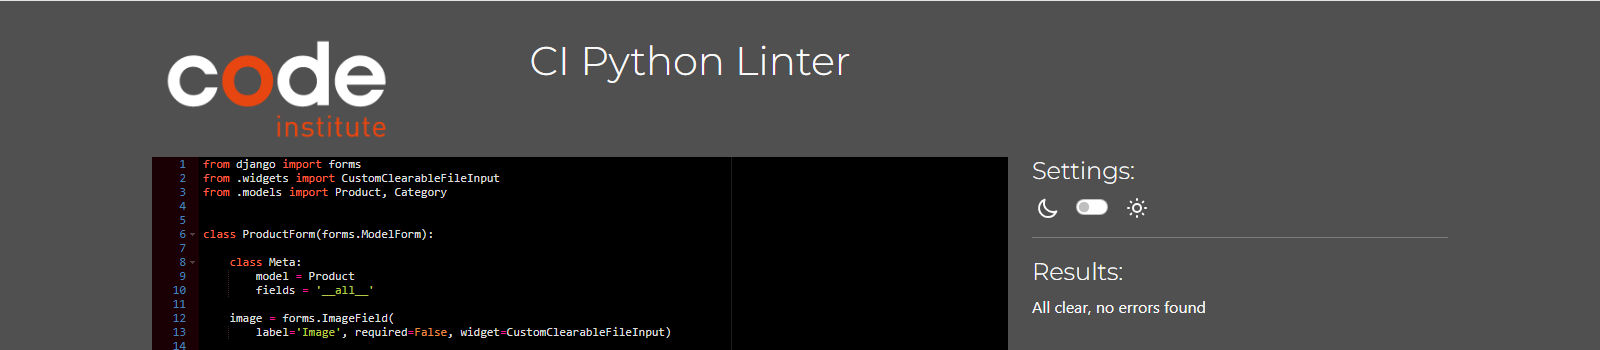 code
institute
CI Python Linter
1 from django import forms
2 from .widgets import CustomClearableFileInput
3 from .models import Product, Category
4
5
6 class ProductForm(forms.ModelForm):
7
8     class Meta:
9         model = Product
10         fields = '__all__'
11
12     image = forms.ImageField(
13         label='Image', required=False, widget=CustomClearableFileInput)
14
Settings:
Results:
All clear, no errors found